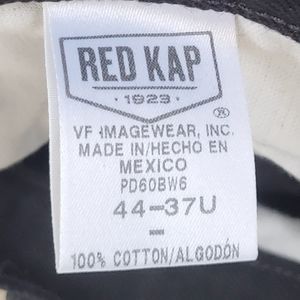 RED KAP
· 1923 ·
®
VF IMAGEWEAR, INC.
MADE IN/HECHO EN
MEXICO
PD60BW6
44-37U
100% COTTON/ALGODÓN